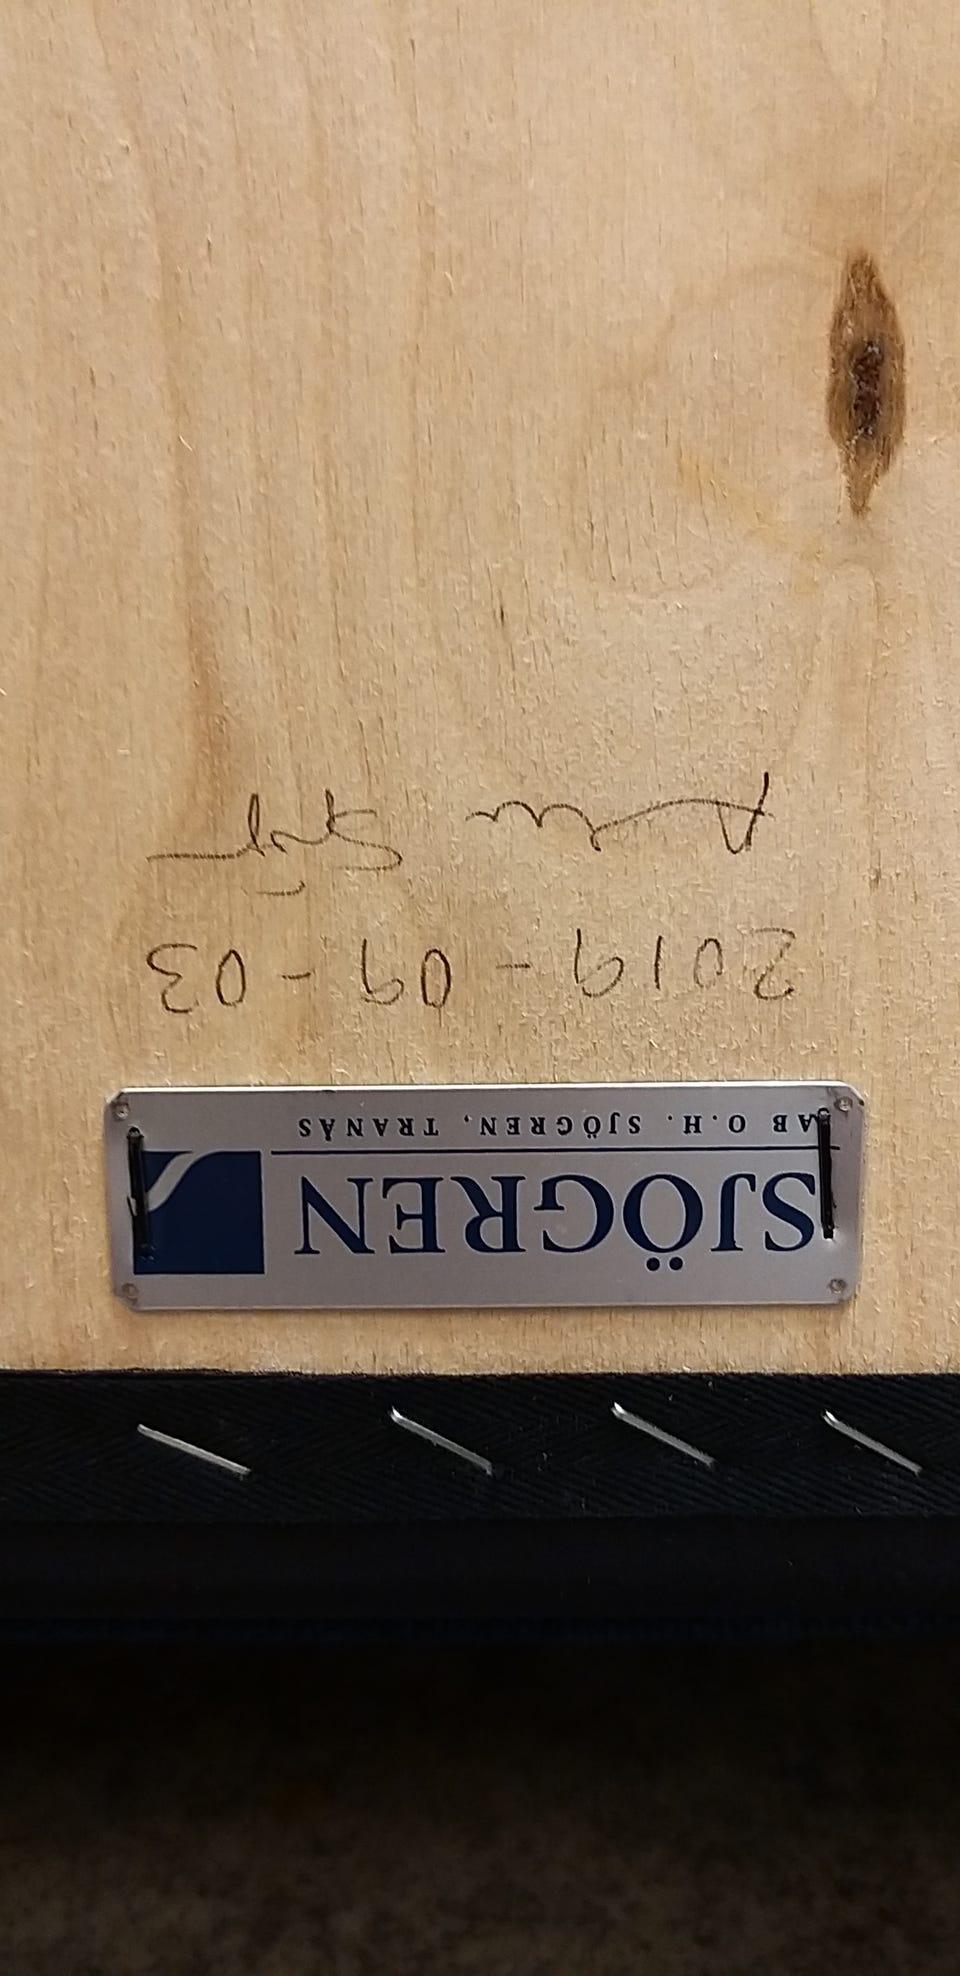 SJÖGREN
AB O.H. SJÖGREN, TRANÅS
2019-09-03